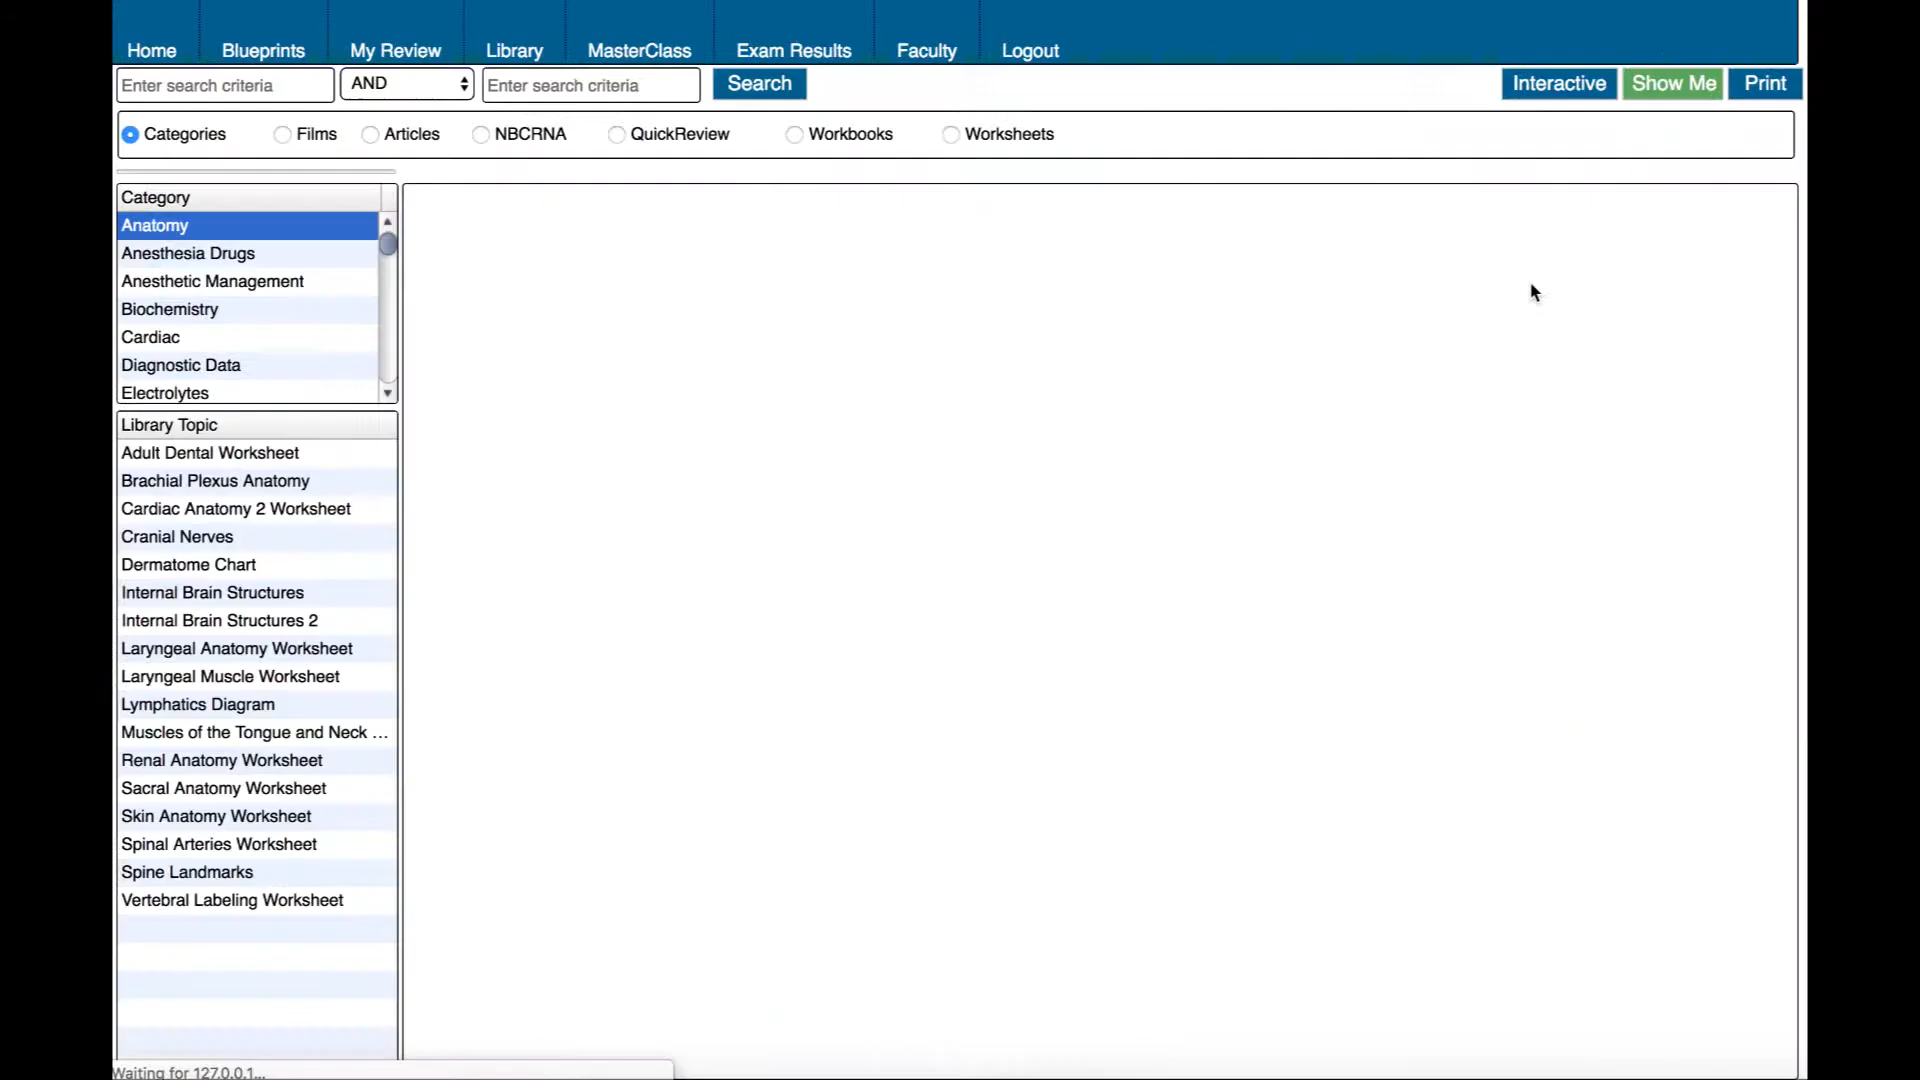 Home Blueprints My Review Library MasterClass Exam Results Faculty Logout
Enter search criteria AND Enter search criteria Search Interactive Show Me Print
Categories Films Articles NBCRNA QuickReview Workbooks Worksheets
Category
Anatomy
Anesthesia Drugs
Anesthetic Management
Biochemistry
Cardiac
Diagnostic Data
Electrolytes
Library Topic
Adult Dental Worksheet
Brachial Plexus Anatomy
Cardiac Anatomy 2 Worksheet
Cranial Nerves
Dermatome Chart
Internal Brain Structures
Internal Brain Structures 2
Laryngeal Anatomy Worksheet
Laryngeal Muscle Worksheet
Lymphatics Diagram
Muscles of the Tongue and Neck ...
Renal Anatomy Worksheet
Sacral Anatomy Worksheet
Skin Anatomy Worksheet
Spinal Arteries Worksheet
Spine Landmarks
Vertebral Labeling Worksheet
Waiting for 127.0.0.1...